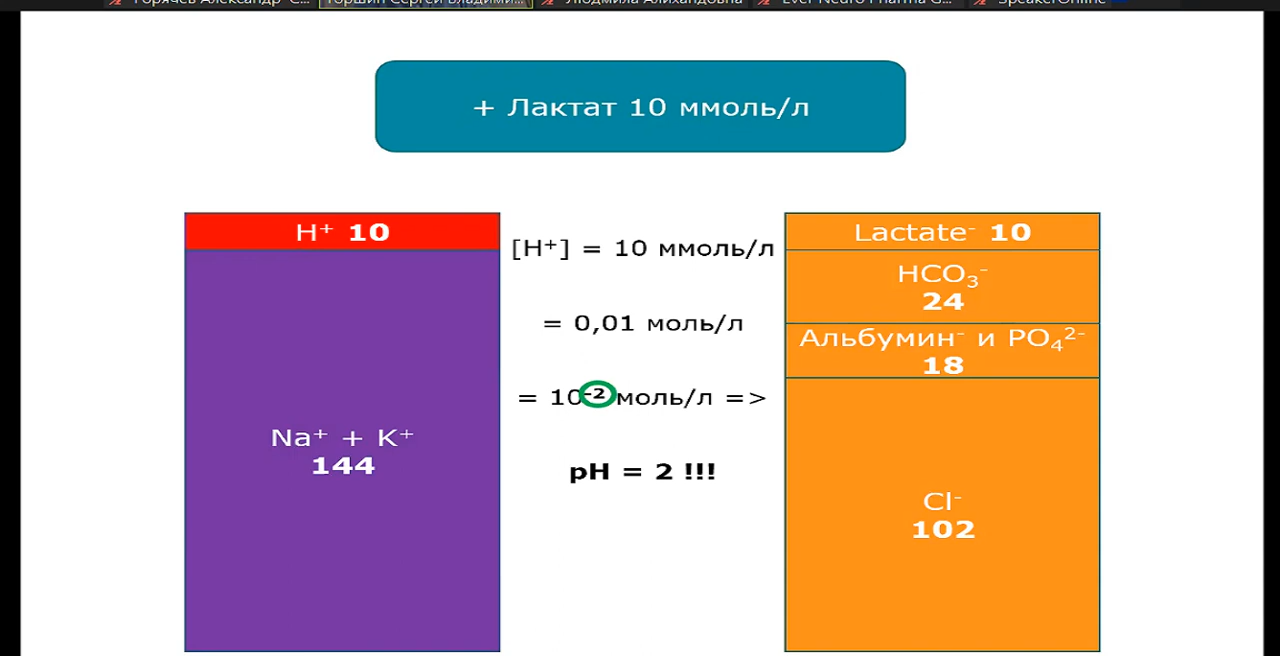 + Лактат 10 ммоль/л
H⁺ 10
Na⁺ + K⁺
144
[H⁺] = 10 ммоль/л
= 0,01 моль/л
= 10⁻² моль/л =>
pH = 2 !!!
Lactate⁻ 10
HCO₃⁻
24
Альбумин⁻ и PO₄²⁻
18
Cl⁻
102